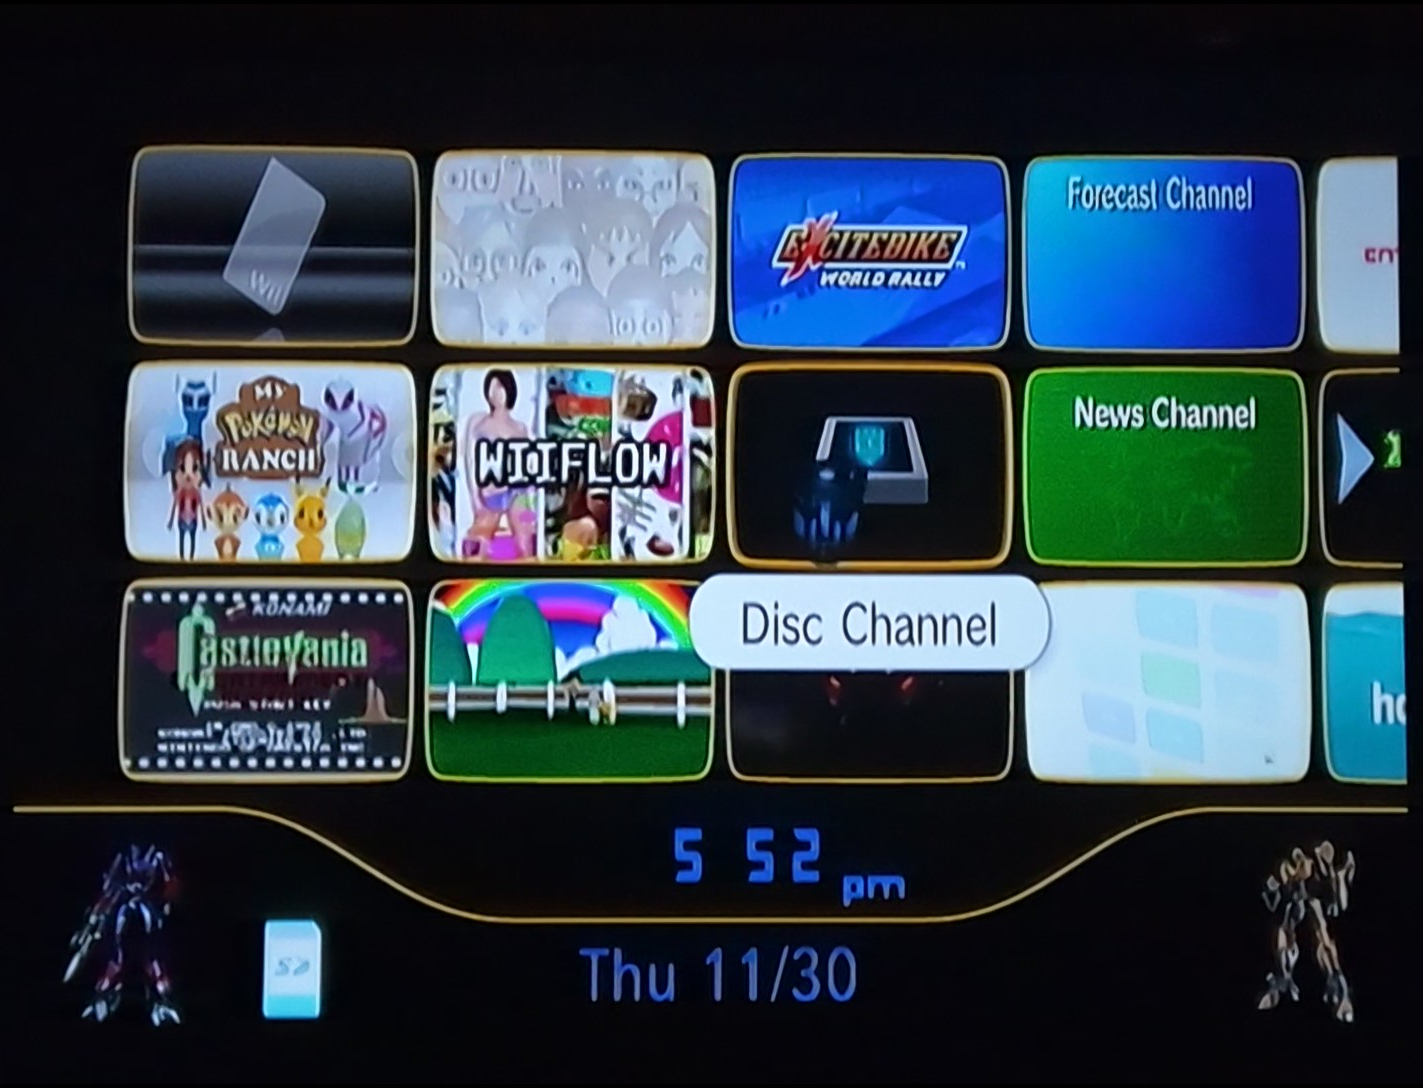 Wii
EXCITEBIKE
WORLD RALLY
Forecast Channel
MY
Pokémon
RANCH
WIIFLOW
News Channel
KONAMI
Castlevania
Disc Channel
5 52 pm
SD
Thu 11/30